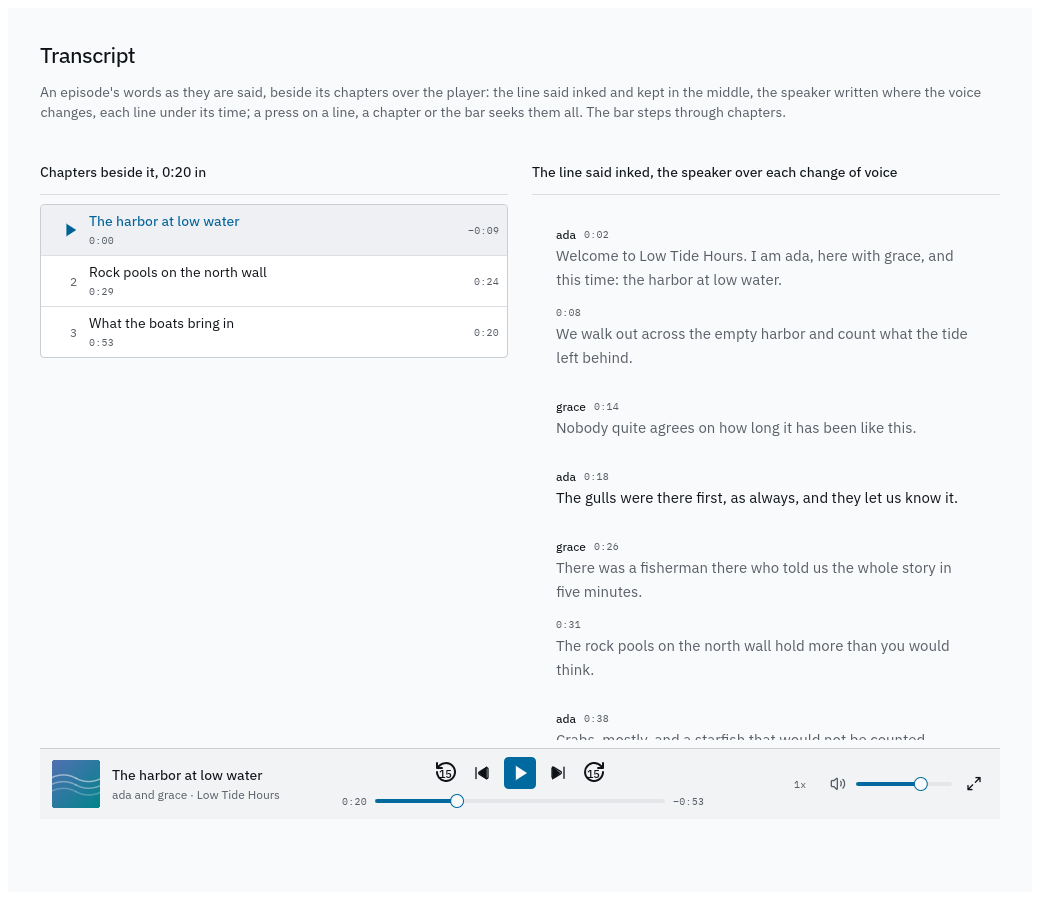 Transcript
An episode's words as they are said, beside its chapters over the player: the line said inked and kept in the middle, the speaker written where the voice
changes, each line under its time; a press on a line, a chapter or the bar seeks them all. The bar steps through chapters.
Chapters beside it, 0:20 in
The harbor at low water
0:00
−0:09
2
Rock pools on the north wall
0:29
0:24
3
What the boats bring in
0:53
0:20
The line said inked, the speaker over each change of voice
ada 0:02
Welcome to Low Tide Hours. I am ada, here with grace, and
this time: the harbor at low water.
0:08
We walk out across the empty harbor and count what the tide
left behind.
grace 0:14
Nobody quite agrees on how long it has been like this.
ada 0:18
The gulls were there first, as always, and they let us know it.
grace 0:26
There was a fisherman there who told us the whole story in
five minutes.
0:31
The rock pools on the north wall hold more than you would
think.
ada 0:38
Crabs, mostly, and a starfish that would not be counted.
The harbor at low water
ada and grace · Low Tide Hours
15
15
0:20
−0:53
1x